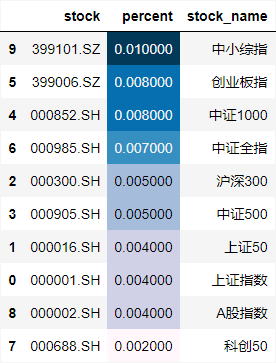 stock percent stock_name
9 399101.SZ 0.010000 中小综指
5 399006.SZ 0.008000 创业板指
4 000852.SH 0.008000 中证1000
6 000985.SH 0.007000 中证全指
2 000300.SH 0.005000 沪深300
3 000905.SH 0.005000 中证500
1 000016.SH 0.004000 上证50
0 000001.SH 0.004000 上证指数
8 000002.SH 0.004000 A股指数
7 000688.SH 0.002000 科创50